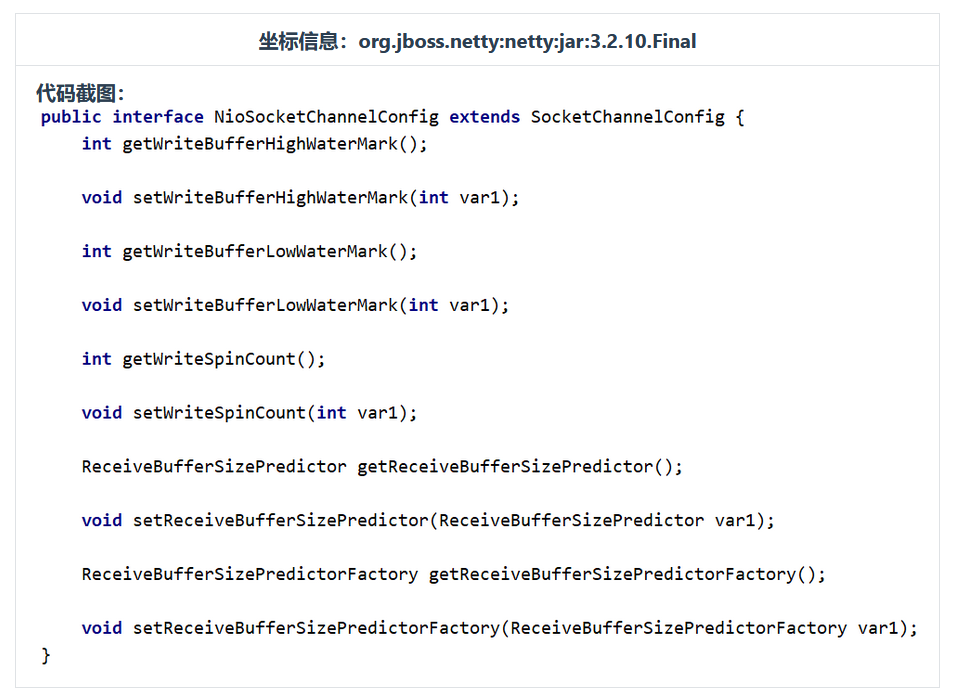 坐标信息：org.jboss.netty:netty:jar:3.2.10.Final
代码截图：
public interface NioSocketChannelConfig extends SocketChannelConfig {
int getWriteBufferHighWaterMark();
void setWriteBufferHighWaterMark(int var1);
int getWriteBufferLowWaterMark();
void setWriteBufferLowWaterMark(int var1);
int getWriteSpinCount();
void setWriteSpinCount(int var1);
ReceiveBufferSizePredictor getReceiveBufferSizePredictor();
void setReceiveBufferSizePredictor(ReceiveBufferSizePredictor var1);
ReceiveBufferSizePredictorFactory getReceiveBufferSizePredictorFactory();
void setReceiveBufferSizePredictorFactory(ReceiveBufferSizePredictorFactory var1);
}